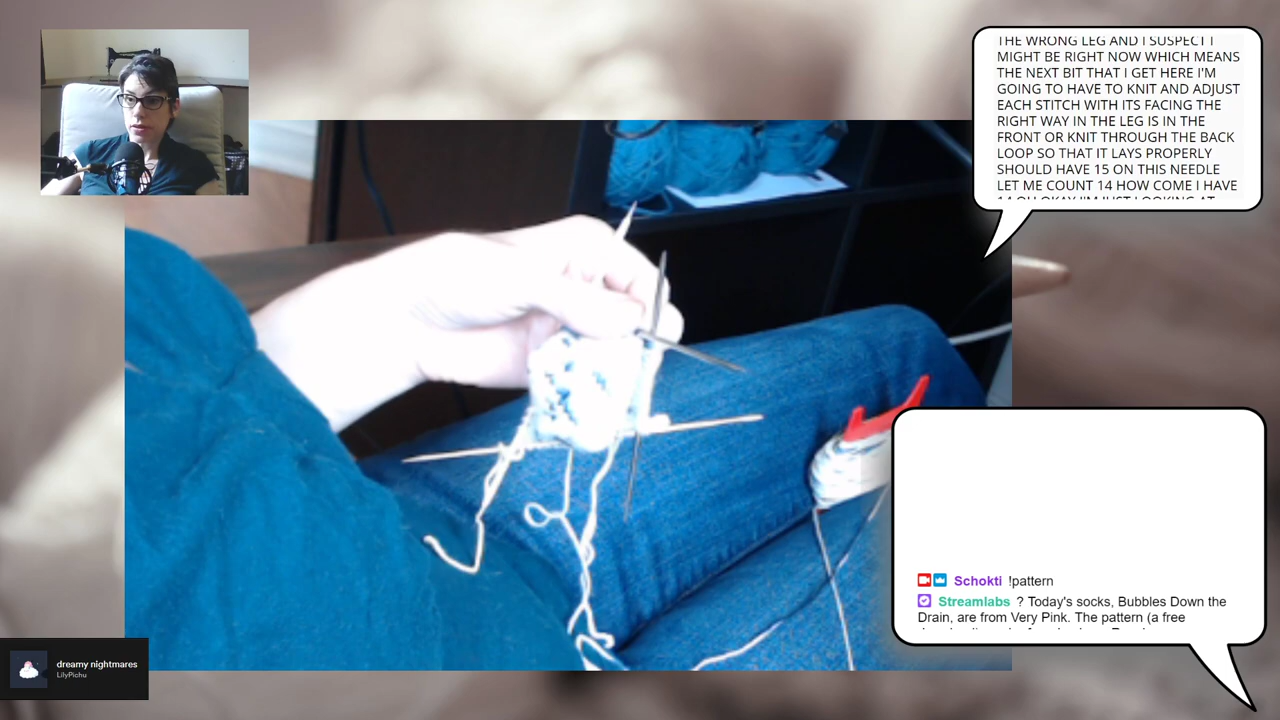 THE WRONG LEG AND I SUSPECT I
MIGHT BE RIGHT NOW WHICH MEANS
THE NEXT BIT THAT I GET HERE I'M
GOING TO HAVE TO KNIT AND ADJUST
EACH STITCH WITH ITS FACING THE
RIGHT WAY IN THE LEG IS IN THE
FRONT OR KNIT THROUGH THE BACK
LOOP SO THAT IT LAYS PROPERLY
SHOULD HAVE 15 ON THIS NEEDLE
LET ME COUNT 14 HOW COME I HAVE
Schokti !pattern
Streamlabs ? Today's socks, Bubbles Down the
Drain, are from Very Pink. The pattern (a free
dreamy nightmares
LilyPichu